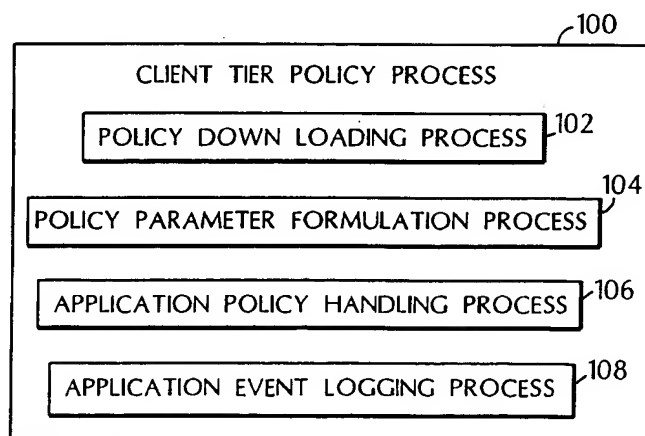 100
CLIENT TIER POLICY PROCESS
POLICY DOWN LOADING PROCESS
102
POLICY PARAMETER FORMULATION PROCESS
104
APPLICATION POLICY HANDLING PROCESS
106
APPLICATION EVENT LOGGING PROCESS
108